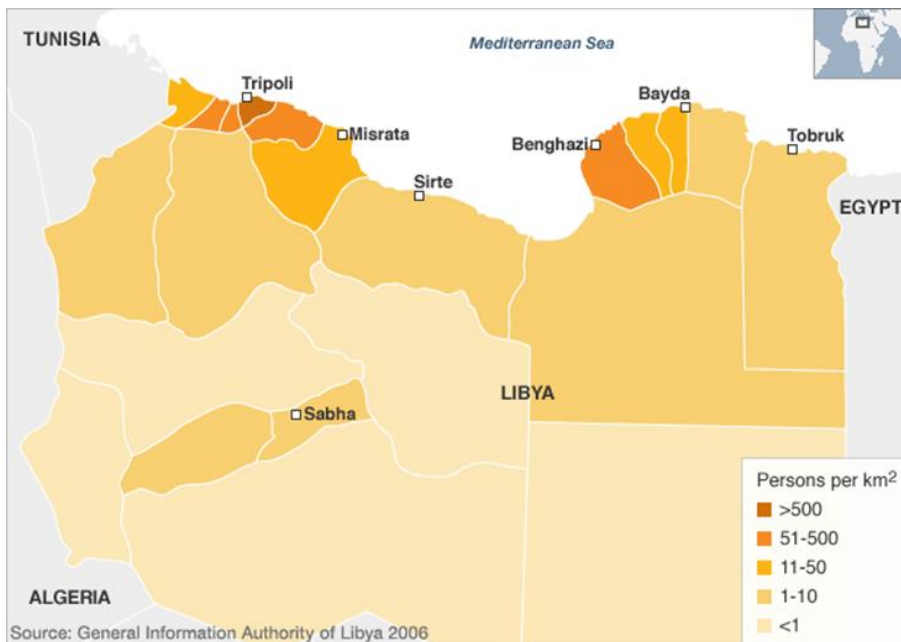 TUNISIA
Mediterranean Sea
Tripoli
Bayda
Misrata
Benghazi
Tobruk
Sirte
EGYPT
LIBYA
Sabha
Persons per km²
>500
51-500
11-50
1-10
<1
ALGERIA
Source: General Information Authority of Libya 2006